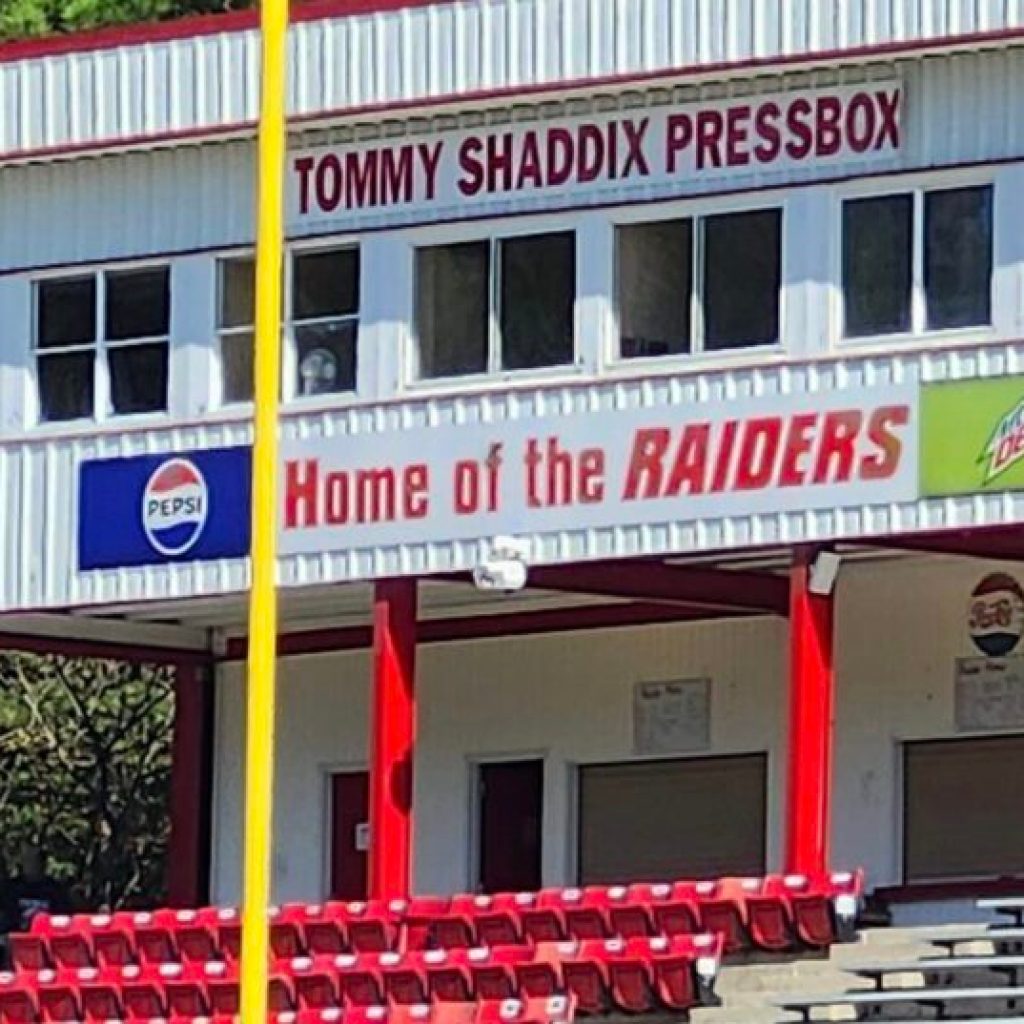 TOMMY SHADDIX PRESSBOX
PEPSI
Home of the RAIDERS